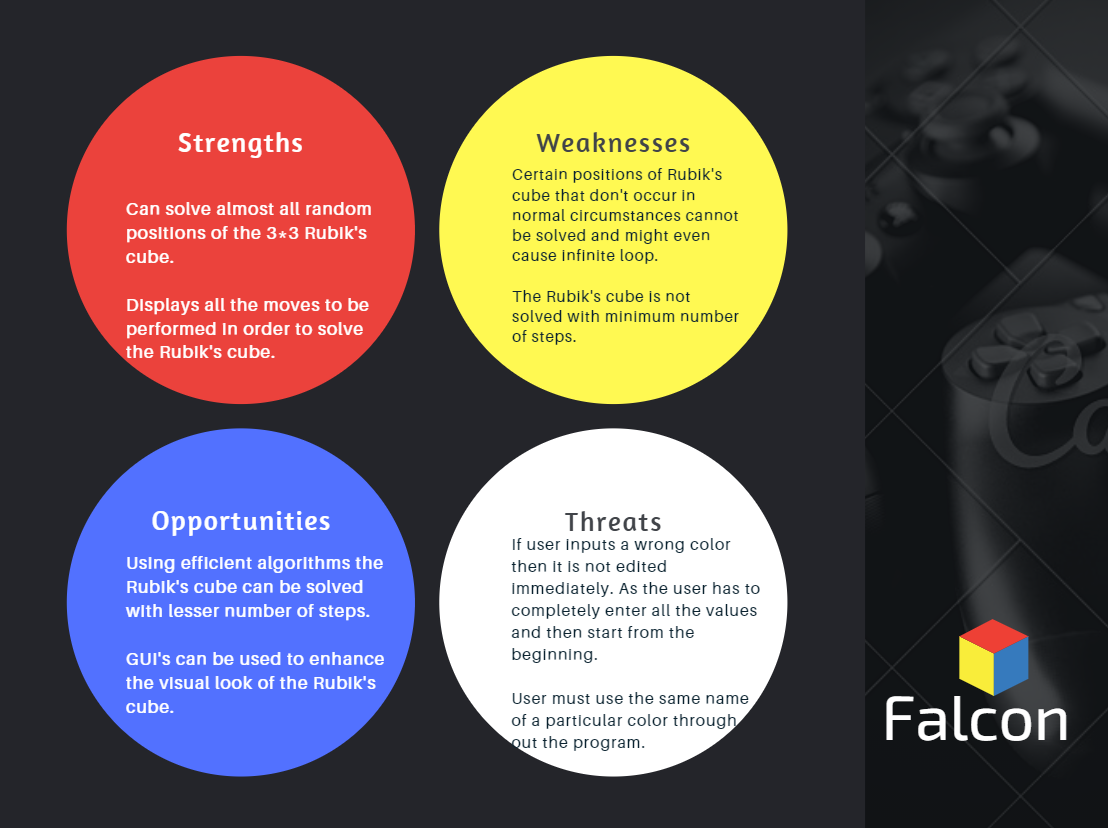 Strengths
Can solve almost all random
positions of the 3*3 Rubik's
cube.
Displays all the moves to be
performed in order to solve
the Rubik's cube.
Weaknesses
Certain positions of Rubik's
cube that don't occur in
normal circumstances cannot
be solved and might even
cause infinite loop.
The Rubik's cube is not
solved with minimum number
of steps.
Opportunities
Using efficient algorithms the
Rubik's cube can be solved
with lesser number of steps.
GUI's can be used to enhance
the visual look of the Rubik's
cube.
Threats
If user inputs a wrong color
then it is not edited
immediately. As the user has to
completely enter all the values
and then start from the
beginning.
User must use the same name
of a particular color through
out the program.
Ca
Falcon